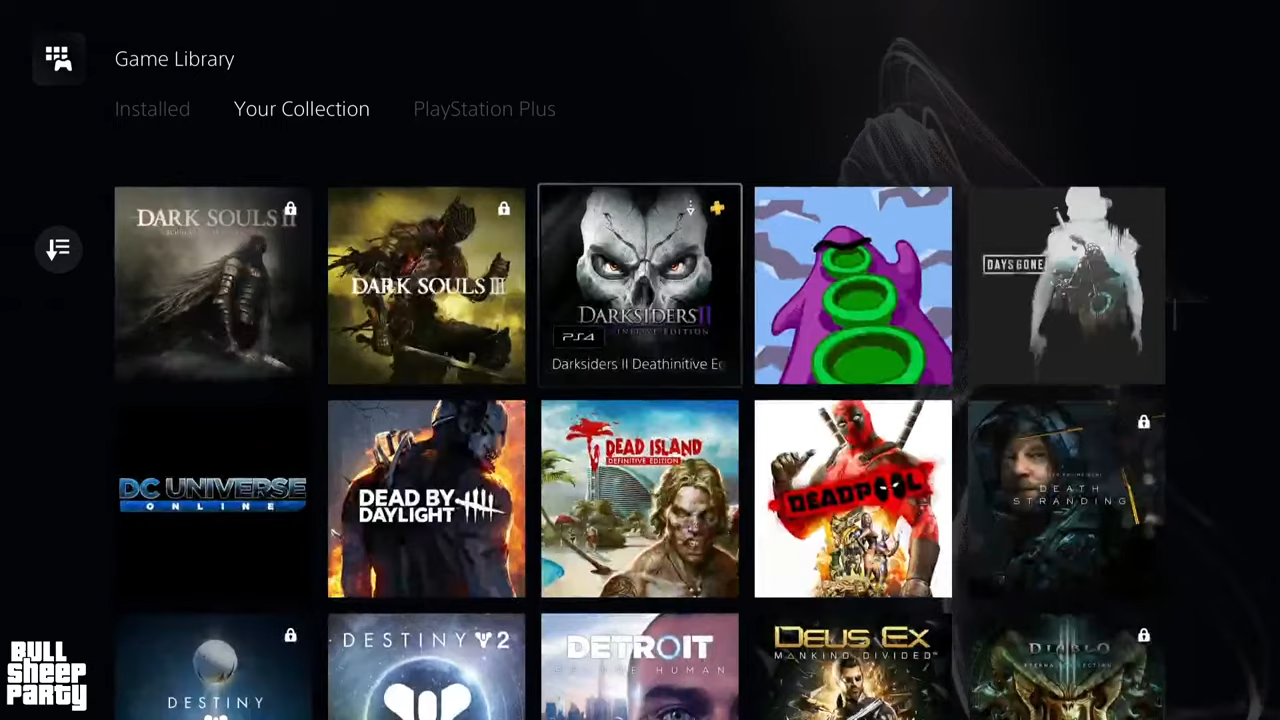 Game Library
Installed
Your Collection
PlayStation Plus
DARK SOULS II
DARK SOULS III
DARKSIDERS II
PS4
Darksiders II Deathinitive Ed
DAYS GONE
DC UNIVERSE
ONLINE
DEAD BY
DAYLIGHT
DEAD ISLAND
DEFINITIVE EDITION
DEADPOOL
DEATH
STRANDING
DESTINY
DESTINY 2
DETROIT
DEUS EX
MANKIND DIVIDED
DIABLO
BULL
SHEEP
PARTY